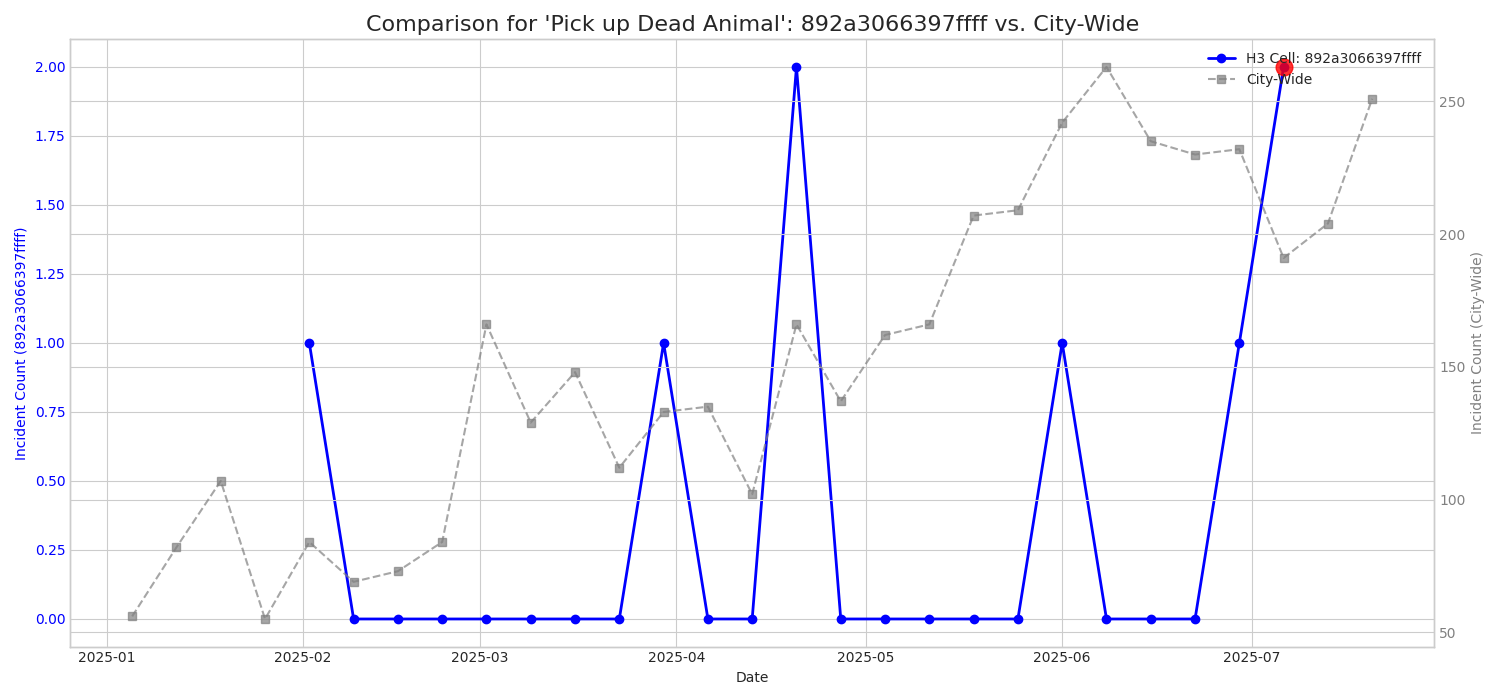 Comparison for 'Pick up Dead Animal': 892a3066397ffff vs. City-Wide
H3 Cell: 892a3066397ffff
City-Wide
Incident Count (892a3066397ffff)
2.00
1.75
1.50
1.25
1.00
0.75
0.50
0.25
0.00
Incident Count (City-Wide)
250
200
150
100
50
2025-01 2025-02 2025-03 2025-04 2025-05 2025-06 2025-07
Date